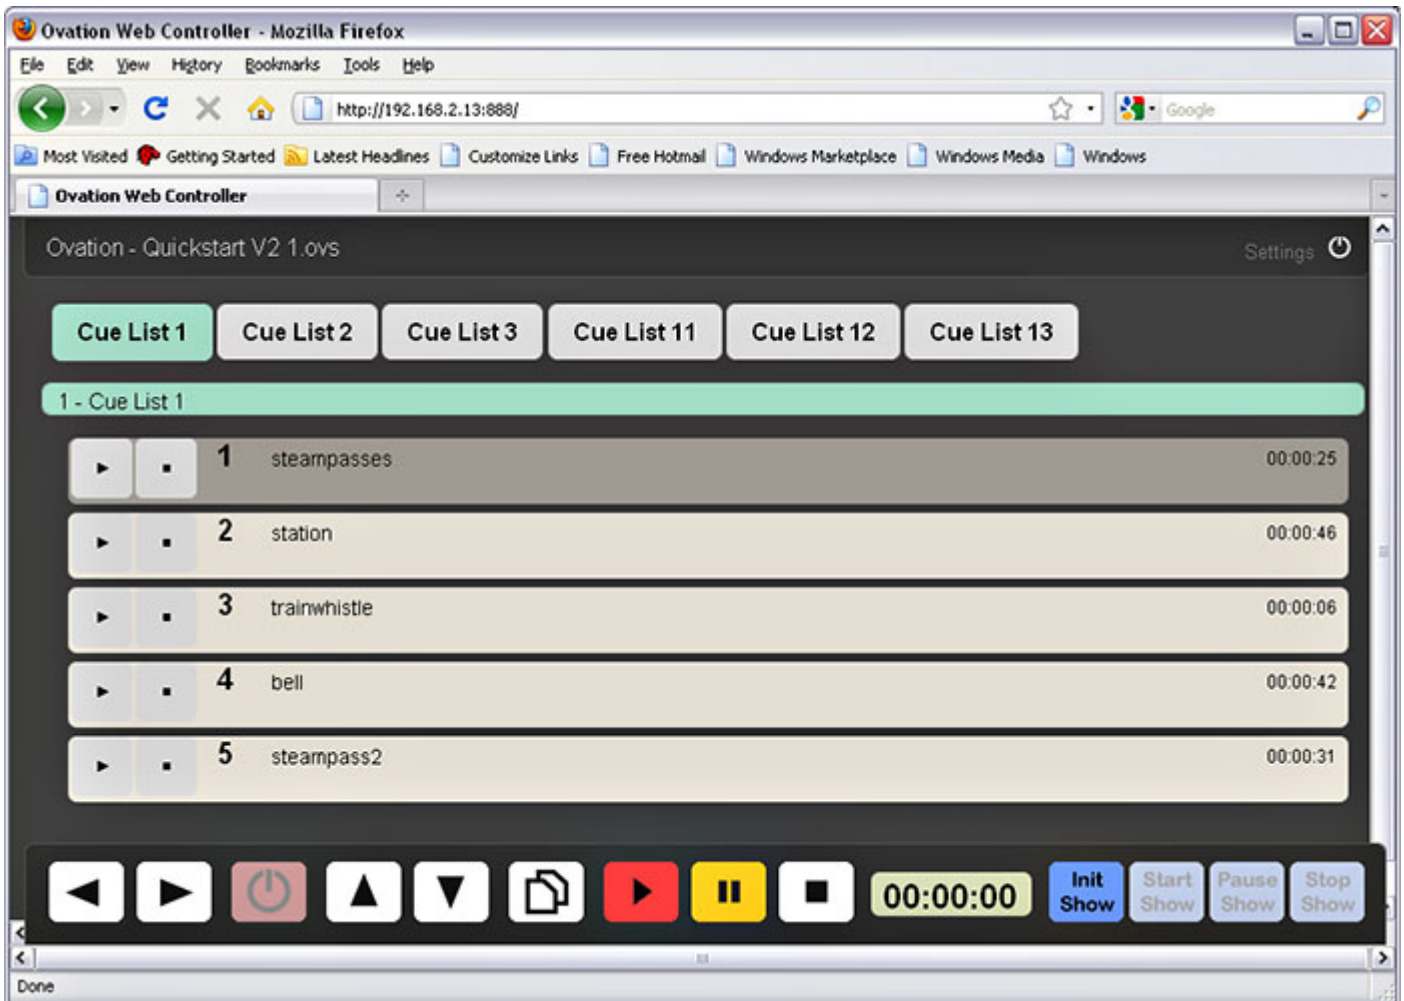 Ovation Web Controller - Mozilla Firefox
File Edit View History Bookmarks Tools Help
http://192.168.2.13:888/ Google
Most Visited Getting Started Latest Headlines Customize Links Free Hotmail Windows Marketplace Windows Media Windows
Ovation Web Controller
Ovation - Quickstart V2 1.ovs Settings
Cue List 1 Cue List 2 Cue List 3 Cue List 11 Cue List 12 Cue List 13
1 - Cue List 1
1 steampasses 00:00:25
2 station 00:00:46
3 trainwhistle 00:00:06
4 bell 00:00:42
5 steampass2 00:00:31
00:00:00 Init Show Start Show Pause Show Stop Show
Done